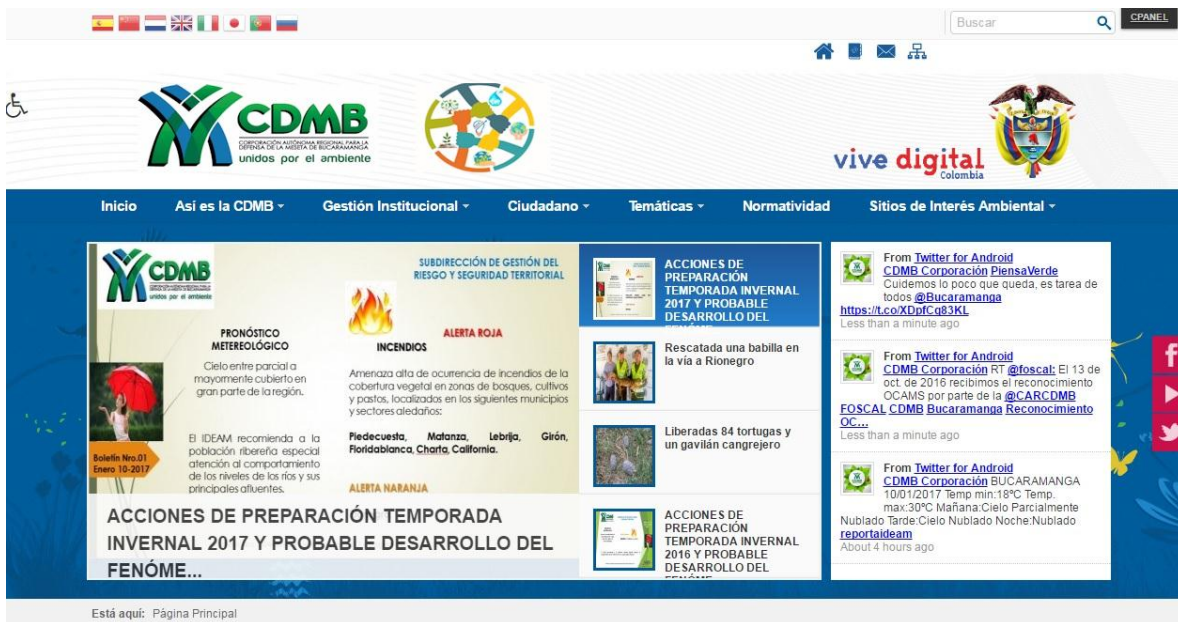 Buscar
CPANEL
CDMB
CORPORACIÓN AUTÓNOMA REGIONAL PARA LA
DEFENSA DE LA MESETA DE BUCARAMANGA
unidos por el ambiente
vive digital
Colombia
Inicio
Asi es la CDMB
Gestión Institucional
Ciudadano
Temáticas
Normatividad
Sitios de Interés Ambiental
CDMB
unidos por el ambiente
SUBDIRECCIÓN DE GESTIÓN DEL
RIESGO Y SEGURIDAD TERRITORIAL
PRONÓSTICO
METEREOLÓGICO
Cielo entre parcial a
mayormente cubierto en
gran parte de la región.
El IDEAM recomienda a la
población ribereña especial
atención al comportamiento
de los niveles de los ríos y sus
principales afluentes.
Boletín Nro.01
Enero 10-2017
ALERTA ROJA
INCENDIOS
Amenaza alta de ocurrencia de incendios de la
cobertura vegetal en zonas de bosques, cultivos
y pastos, localizados en los siguientes municipios
y sectores aledaños:
Piedecuesta, Matanza, Lebrija, Girón,
Floridablanca, Charta, California.
ALERTA NARANJA
ACCIONES DE PREPARACIÓN TEMPORADA
INVERNAL 2017 Y PROBABLE DESARROLLO DEL
FENÓME...
ACCIONES DE
PREPARACIÓN
TEMPORADA INVERNAL
2017 Y PROBABLE
DESARROLLO DEL
FENÓME...
Rescatada una babilla en
la vía a Rionegro
Liberadas 84 tortugas y
un gavilán cangrejero
ACCIONES DE
PREPARACIÓN
TEMPORADA INVERNAL
2016 Y PROBABLE
DESARROLLO DEL
FENÓME...
From Twitter for Android
CDMB Corporación PiensaVerde
Cuidemos lo poco que queda, es tarea de
todos @Bucaramanga
https://t.co/XDpfCq83KL
Less than a minute ago
From Twitter for Android
CDMB Corporación RT @foscal: El 13 de
oct. de 2016 recibimos el reconocimiento
OCAMS por parte de la @CARCDMB
FOSCAL CDMB Bucaramanga Reconocimiento
OC...
Less than a minute ago
From Twitter for Android
CDMB Corporación BUCARAMANGA
10/01/2017 Temp min:18ºC Temp.
max:30ºC Mañana:Cielo Parcialmente
Nublado Tarde:Cielo Nublado Noche:Nublado
reportaideam
About 4 hours ago
Está aquí: Página Principal